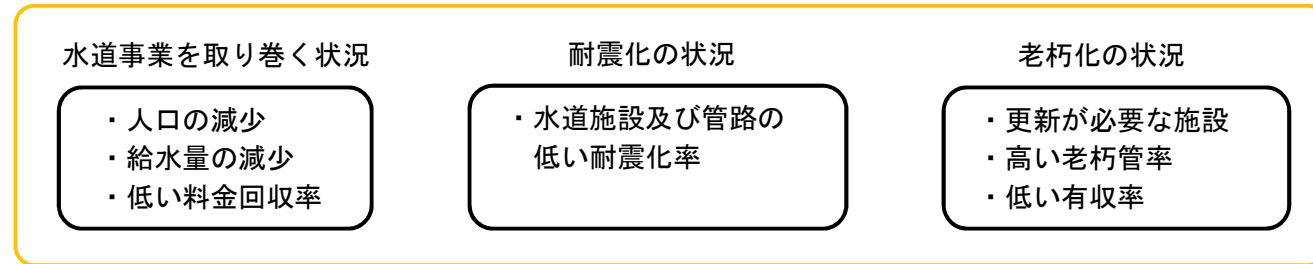 水道事業を取り巻く状況
・人口の減少
・給水量の減少
・低い料金回収率
耐震化の状況
・水道施設及び管路の
低い耐震化率
老朽化の状況
・更新が必要な施設
・高い老朽管率
・低い有収率